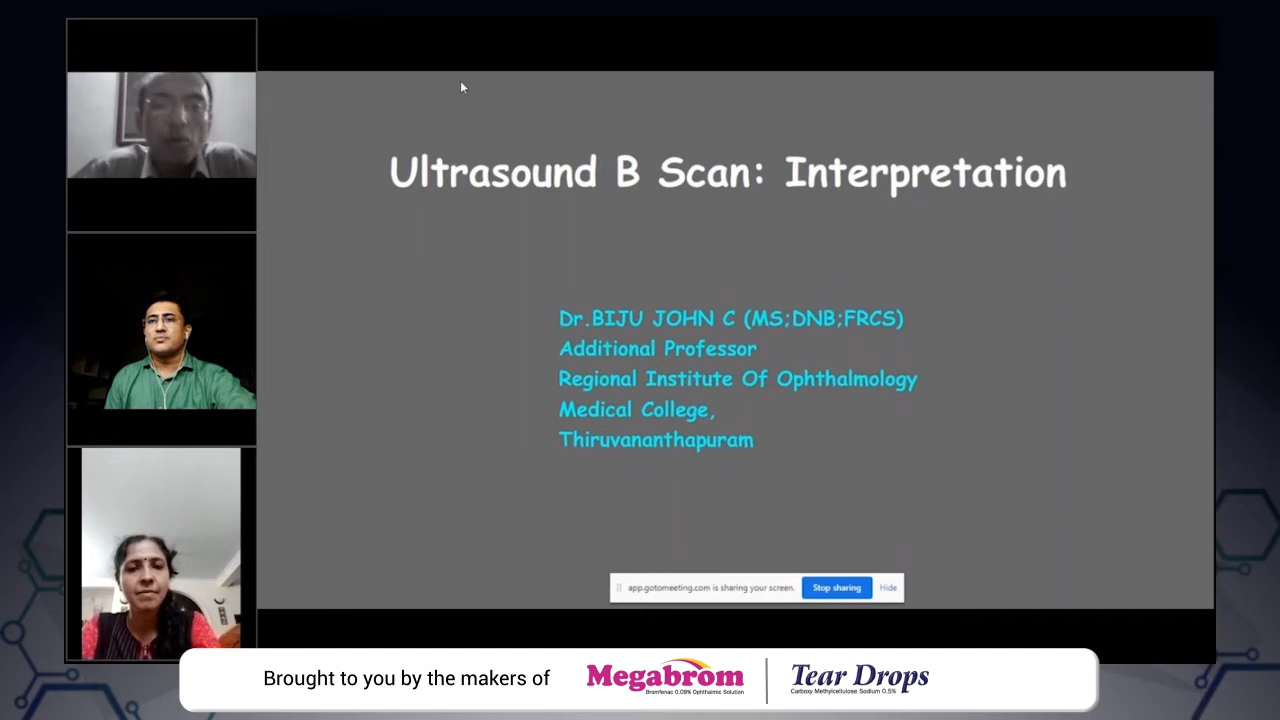 Ultrasound B Scan: Interpretation
Dr.BIJU JOHN C (MS;DNB;FRCS)
Additional Professor
Regional Institute Of Ophthalmology
Medical College,
Thiruvananthapuram
app.gotomeeting.com is sharing your screen. Stop sharing Hide
Brought to you by the makers of
Megabrom
Bromfenac 0.09% Ophthalmic Solution
Tear Drops
Carboxy Methylcellulose Sodium 0.5%